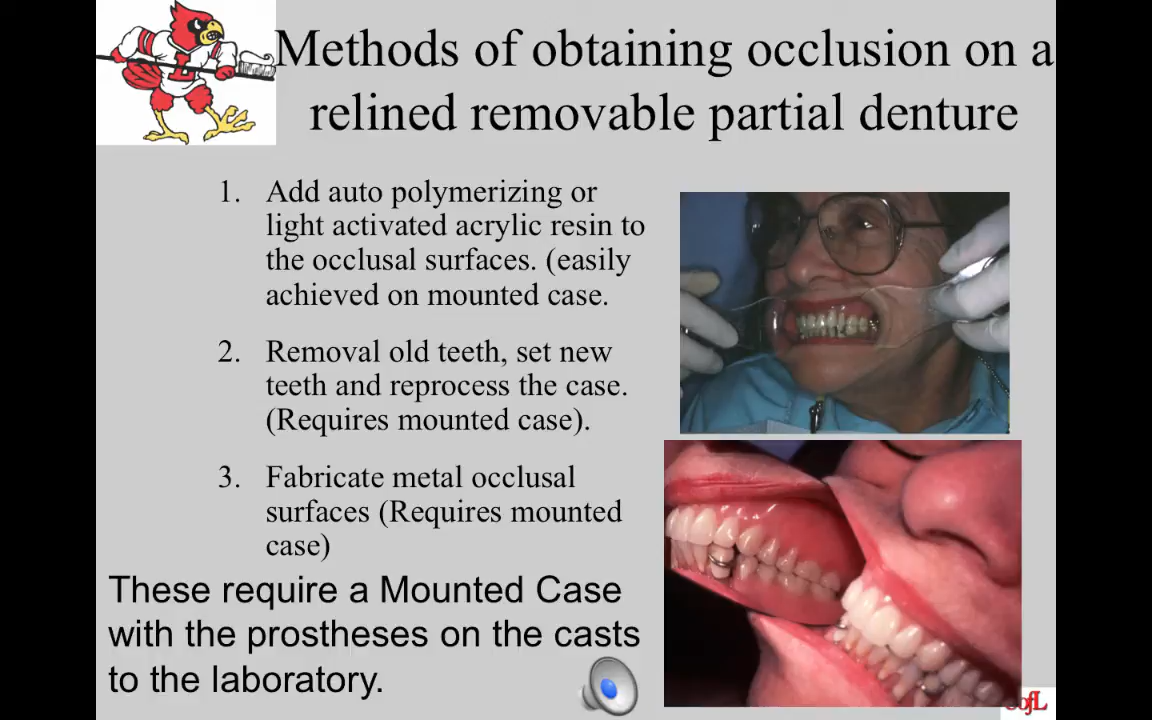 Methods of obtaining occlusion on a
relined removable partial denture
1. Add auto polymerizing or
light activated acrylic resin to
the occlusal surfaces. (easily
achieved on mounted case.
2. Removal old teeth, set new
teeth and reprocess the case.
(Requires mounted case).
3. Fabricate metal occlusal
surfaces (Requires mounted
case)
These require a Mounted Case
with the prostheses on the casts
to the laboratory.
L